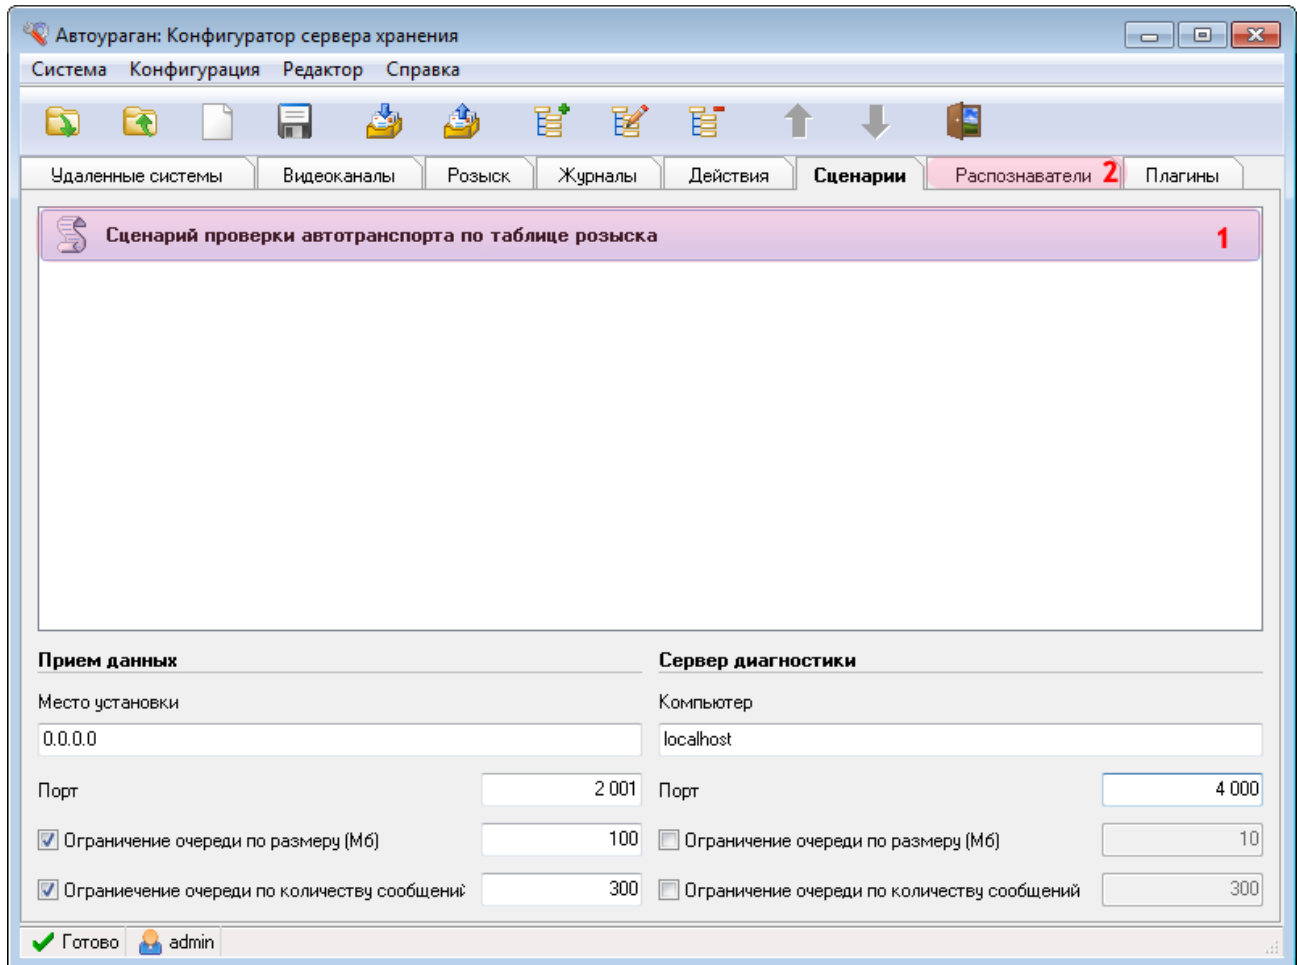 Автоураган: Конфигуратор сервера хранения
Система Конфигурация Редактор Справка
Удаленные системы Видеоканалы Розыск Журналы Действия Сценарии Распознаватели 2 Плагины
Сценарий проверки автотранспорта по таблице розыска 1
Прием данных Сервер диагностики
Место установки Компьютер
0.0.0.0 localhost
Порт 2 001 Порт 4 000
Ограничение очереди по размеру (Мб) 100 Ограничение очереди по размеру (Мб) 10
Ограниечение очереди по количеству сообщений 300 Ограничение очереди по количеству сообщений 300
Готово admin